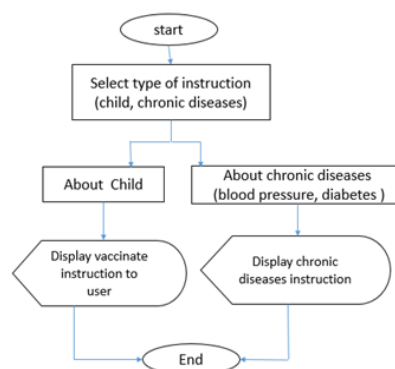 start
Select type of instruction
(child, chronic diseases)
About Child
About chronic diseases
(blood pressure, diabetes )
Display vaccinate
instruction to
user
Display chronic
diseases instruction
End